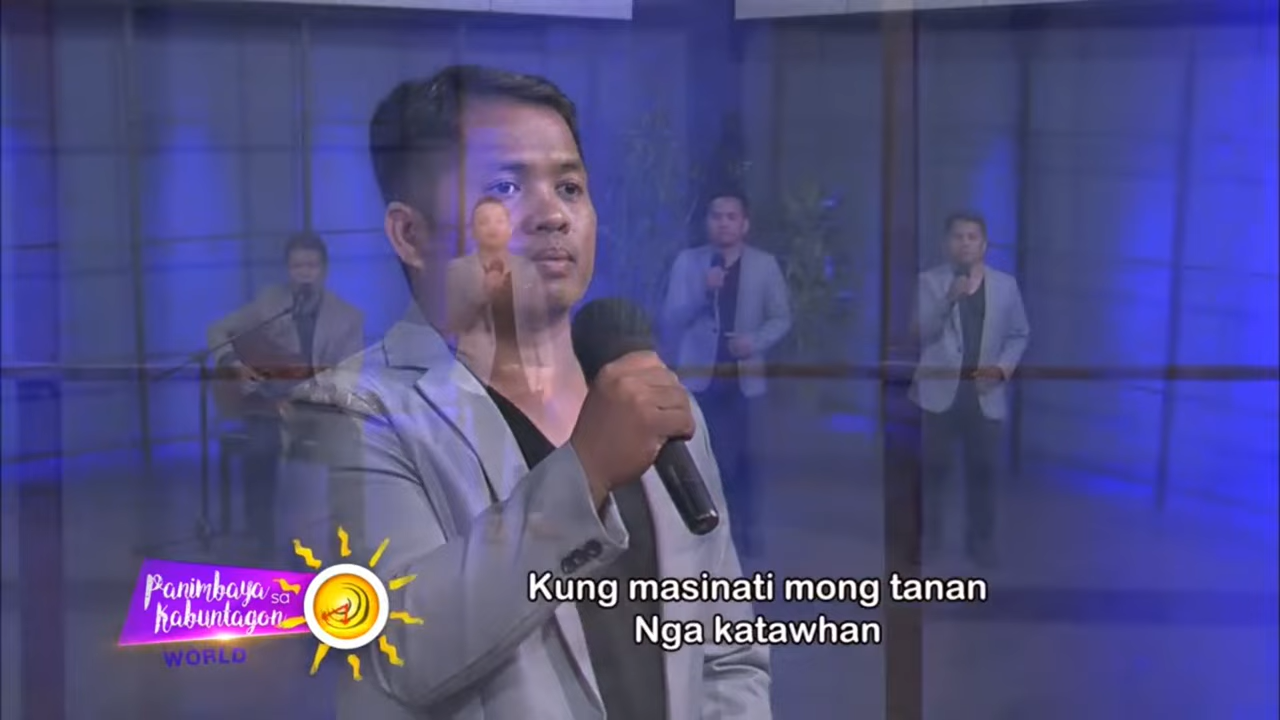 Panimbaya sa
Kabuntagon
WORLD
Kung masinati mong tanan
Nga katawhan